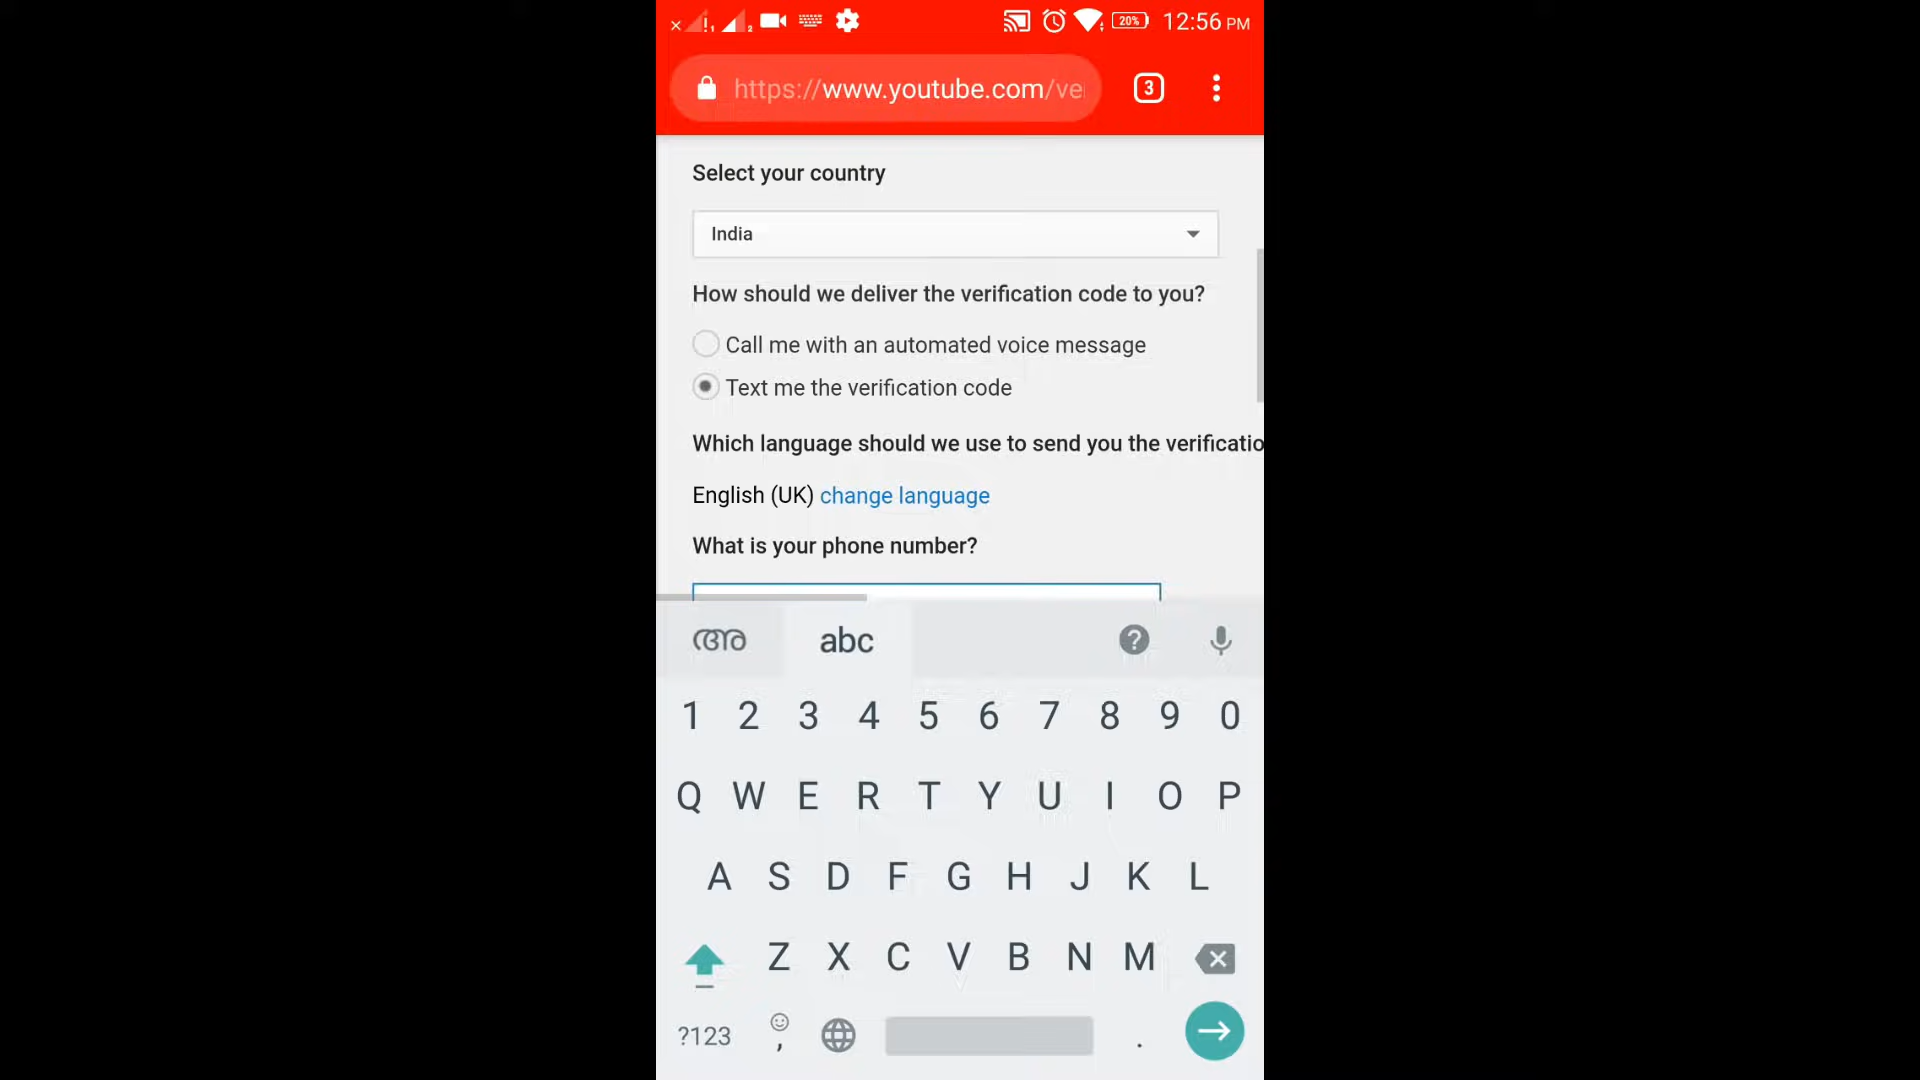 20% 12:56 PM
https://www.youtube.com/ve
3
Select your country
India
How should we deliver the verification code to you?
Call me with an automated voice message
Text me the verification code
Which language should we use to send you the verificatio
English (UK) change language
What is your phone number?
അ abc
1 2 3 4 5 6 7 8 9 0
Q W E R T Y U I O P
A S D F G H J K L
Z X C V B N M
?123 , .